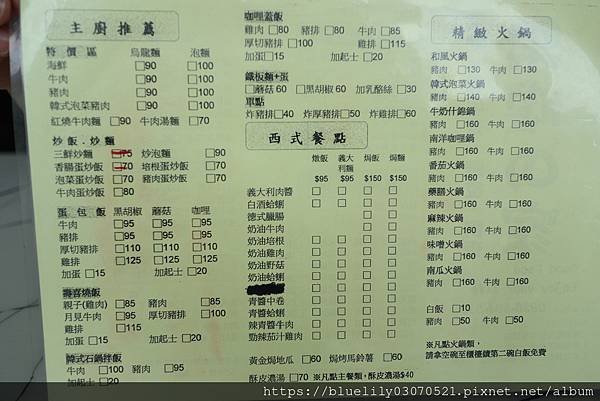 主廚推薦
特價區 烏龍麵 泡麵
海鮮 □90 □100
牛肉 □90 □100
豬肉 □90 □100
韓式泡菜豬肉 □90 □100
紅燒牛肉麵 □90 牛肉湯麵 □70
炒飯.炒麵
三鮮炒麵 □75 炒泡麵 □90
香腸蛋炒飯 □70 培根蛋炒飯 □70
泡菜蛋炒飯 □70 豬肉蛋炒飯 □70
牛肉蛋炒飯 □80
蛋包飯 黑胡椒 蘑菇 咖哩
牛肉 □95 □95 □95
豬排 □95 □95 □95
厚切豬排 □110 □110 □110
雞排 □125 □125 □125
加蛋 □15 加起士 □20
壽喜燒飯
親子(雞肉) □85 豬肉 □85
月見牛肉 □95 厚切豬排 □100
雞排 □115
加蛋 □15 加起士 □20
韓式石鍋拌飯
牛肉 □100 豬肉 □95
加起士 □20
咖哩蓋飯
雞肉 □80 豬排 □80 牛肉 □85
厚切豬排 □100 雞排 □115
加蛋 □15 加起士 □20
鐵板麵+蛋
□蘑菇 60 □黑胡椒 60 加乳酪絲 □30
單點
炸豬排□40 炸厚豬排□50 炸雞排□60
西式餐點
燉飯 義大利麵 焗飯 焗麵
$95 $95 $150 $150
義大利肉醬 □ □ □ □
白酒蛤蜊 □ □ □ □
德式臘腸 □ □
奶油牛肉 □ □
奶油培根 □ □ □ □
奶油雞肉 □ □ □ □
奶油野菇 □ □ □ □
奶油蛤蜊 □ □ □ □
□ □ □ □
青醬中卷 □ □ □ □
青醬蛤蜊 □ □ □ □
辣青醬牛肉 □ □ □ □
勁辣茄汁雞肉 □ □ □ □
黃金焗地瓜 □60 焗烤馬鈴薯 □60
酥皮濃湯 □70 ※凡點主餐類，酥皮濃湯$40
精緻火鍋
和風火鍋
豬肉 □130 牛肉 □130
韓式泡菜火鍋
豬肉 □140 牛肉 □140
牛奶什錦鍋
豬肉 □160 牛肉 □160
南洋咖哩鍋
豬肉 □160 牛肉 □160
番茄火鍋
豬肉 □160 牛肉 □160
藥膳火鍋
豬肉 □160 牛肉 □160
麻辣火鍋
豬肉 □160 牛肉 □160
味噌火鍋
豬肉 □160 牛肉 □160
南瓜火鍋
豬肉 □160 牛肉 □160
白飯 □10
豬肉 □50 牛肉 □50
※凡點火鍋類，
請拿空碗至櫃檯續第二碗白飯免費
https://bluelily03070521.pixnet.net/album